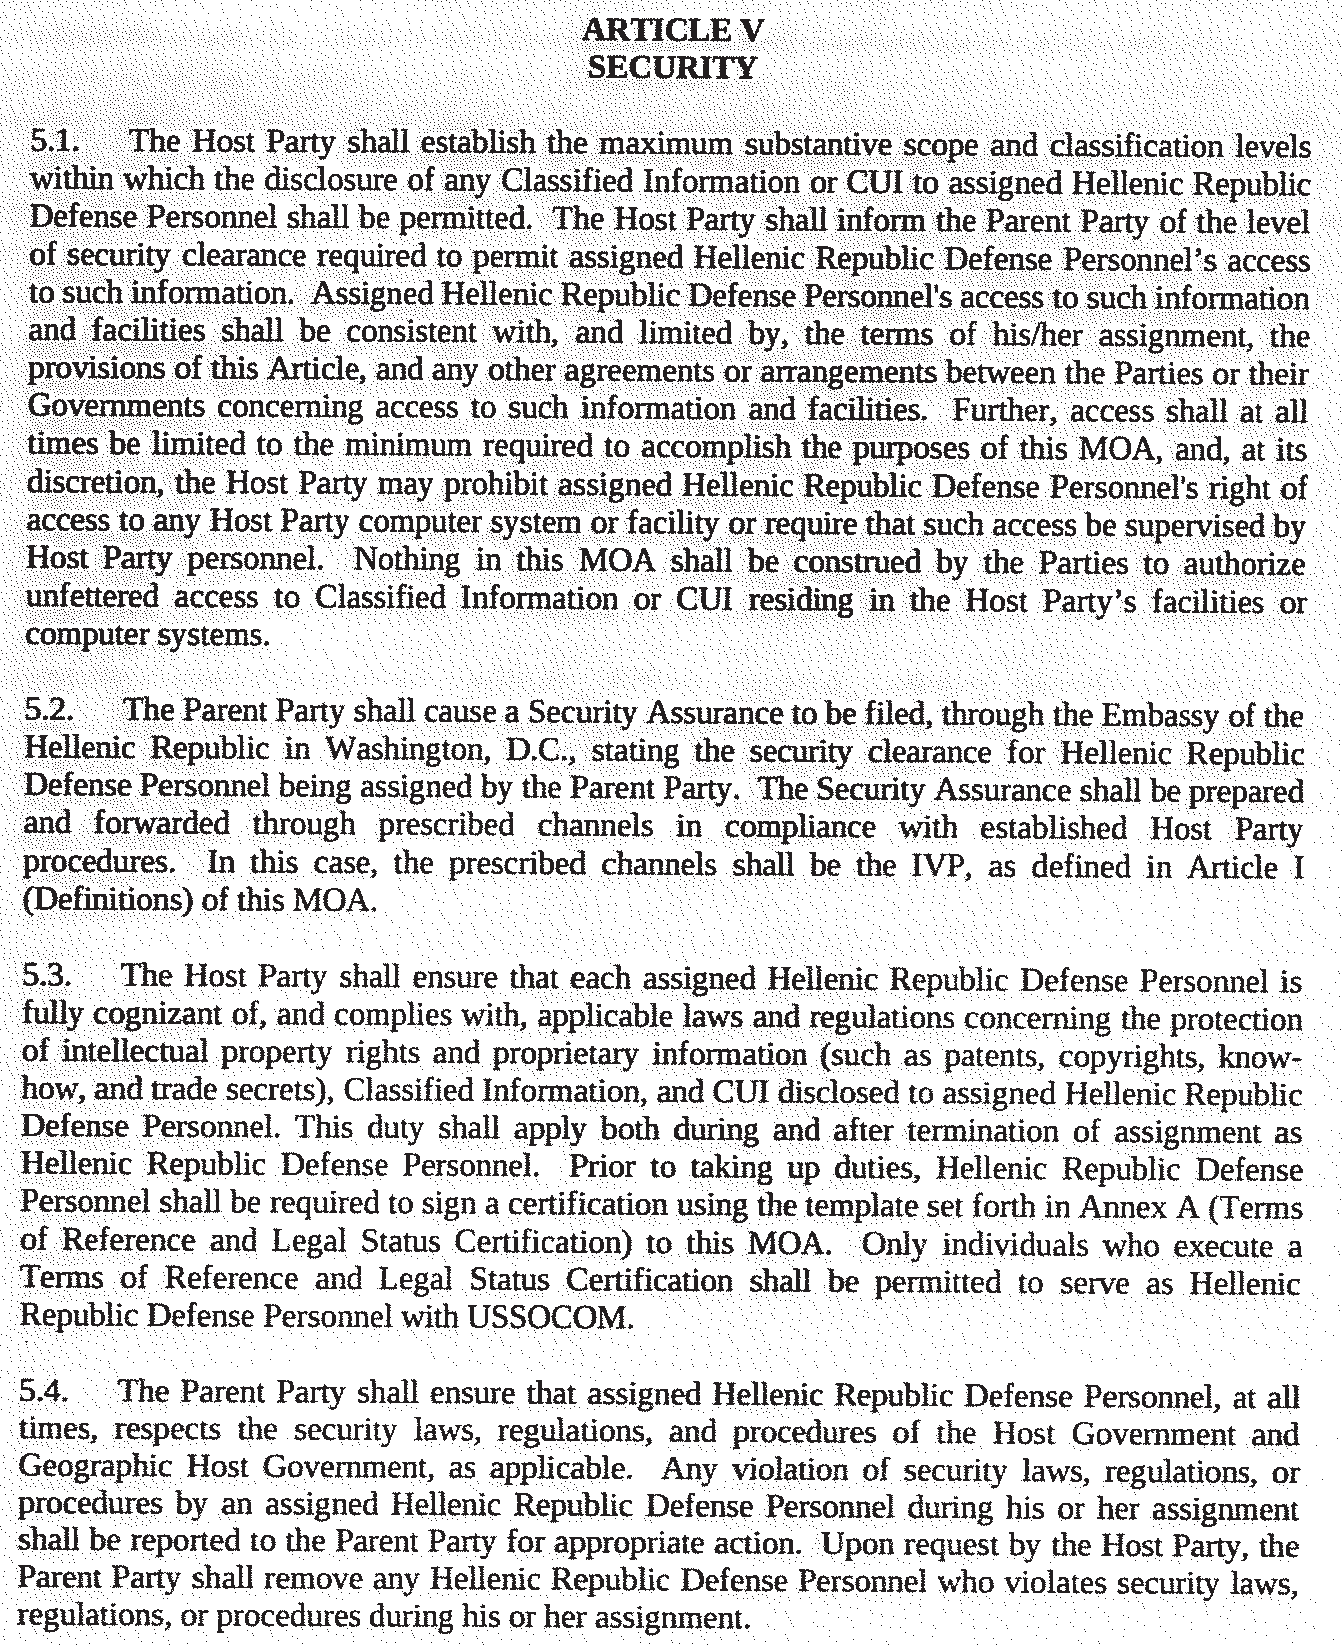 ARTICLE V
SECURITY
5.1. The Host Party shall establish the maximum substantive scope and classification levels
within which the disclosure of any Classified Information or CUI to assigned Hellenic Republic
Defense Personnel shall be permitted. The Host Party shall inform the Parent Party of the level
of security clearance required to permit assigned Hellenic Republic Defense Personnel’s access
to such information. Assigned Hellenic Republic Defense Personnel's access to such information
and facilities shall be consistent with, and limited by, the terms of his/her assignment, the
provisions of this Article, and any other agreements or arrangements between the Parties or their
Governments concerning access to such information and facilities. Further, access shall at all
times be limited to the minimum required to accomplish the purposes of this MOA, and, at its
discretion, the Host Party may prohibit assigned Hellenic Republic Defense Personnel's right of
access to any Host Party computer system or facility or require that such access be supervised by
Host Party personnel. Nothing in this MOA shall be construed by the Parties to authorize
unfettered access to Classified Information or CUI residing in the Host Party’s facilities or
computer systems.
5.2. The Parent Party shall cause a Security Assurance to be filed, through the Embassy of the
Hellenic Republic in Washington, D.C., stating the security clearance for Hellenic Republic
Defense Personnel being assigned by the Parent Party. The Security Assurance shall be prepared
and forwarded through prescribed channels in compliance with established Host Party
procedures. In this case, the prescribed channels shall be the IVP, as defined in Article I
(Definitions) of this MOA.
5.3. The Host Party shall ensure that each assigned Hellenic Republic Defense Personnel is
fully cognizant of, and complies with, applicable laws and regulations concerning the protection
of intellectual property rights and proprietary information (such as patents, copyrights, know-
how, and trade secrets), Classified Information, and CUI disclosed to assigned Hellenic Republic
Defense Personnel. This duty shall apply both during and after termination of assignment as
Hellenic Republic Defense Personnel. Prior to taking up duties, Hellenic Republic Defense
Personnel shall be required to sign a certification using the template set forth in Annex A (Terms
of Reference and Legal Status Certification) to this MOA. Only individuals who execute a
Terms of Reference and Legal Status Certification shall be permitted to serve as Hellenic
Republic Defense Personnel with USSOCOM.
5.4. The Parent Party shall ensure that assigned Hellenic Republic Defense Personnel, at all
times, respects the security laws, regulations, and procedures of the Host Government and
Geographic Host Government, as applicable. Any violation of security laws, regulations, or
procedures by an assigned Hellenic Republic Defense Personnel during his or her assignment
shall be reported to the Parent Party for appropriate action. Upon request by the Host Party, the
Parent Party shall remove any Hellenic Republic Defense Personnel who violates security laws,
regulations, or procedures during his or her assignment.